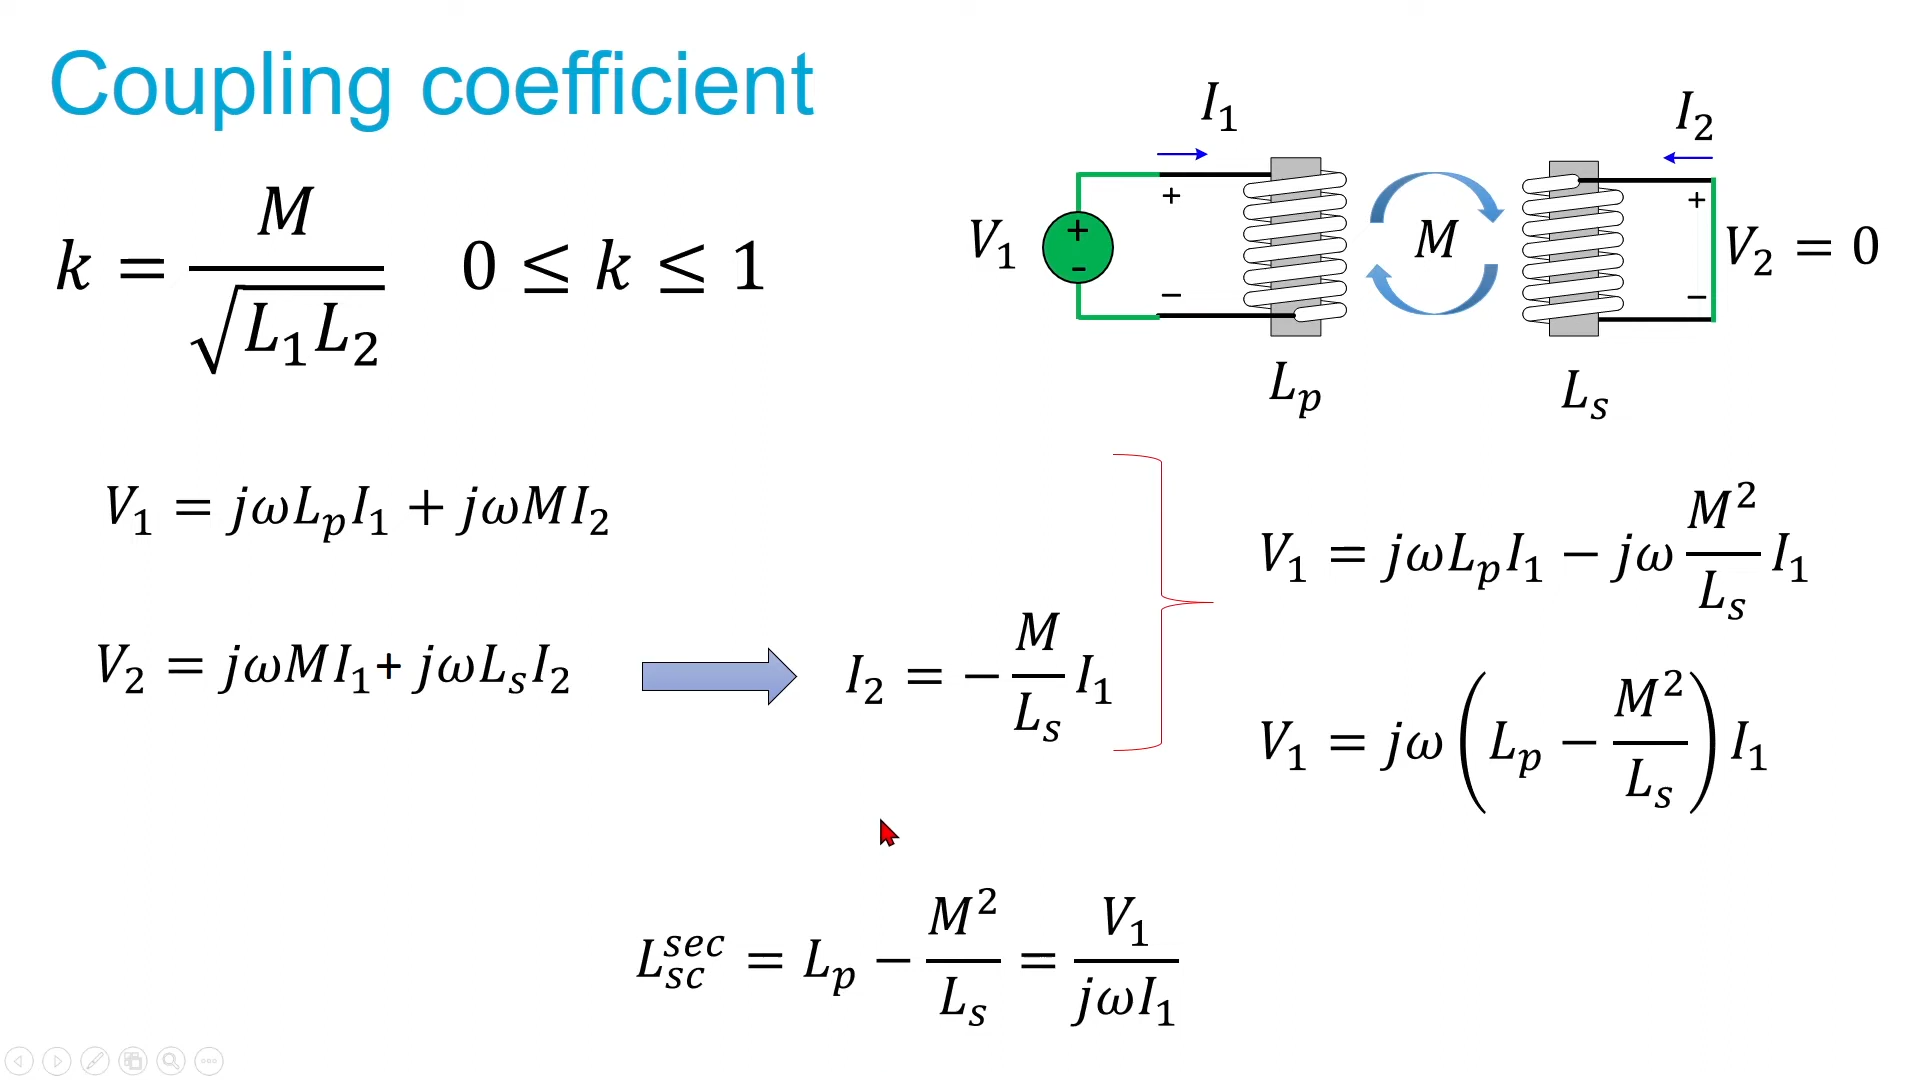 Coupling coefficient
k = M / √(L₁L₂)    0 ≤ k ≤ 1
I₁
I₂
V₁
+
-
+
−
M
+
−
V₂ = 0
Lₚ
Lₛ
V₁ = jωLₚI₁ + jωMI₂
V₂ = jωMI₁+ jωLₛI₂
I₂ = − (M / Lₛ) I₁
V₁ = jωLₚI₁ − jω (M² / Lₛ) I₁
V₁ = jω (Lₚ − M² / Lₛ) I₁
L_{sc}^{sec} = Lₚ − M² / Lₛ = V₁ / (jωI₁)